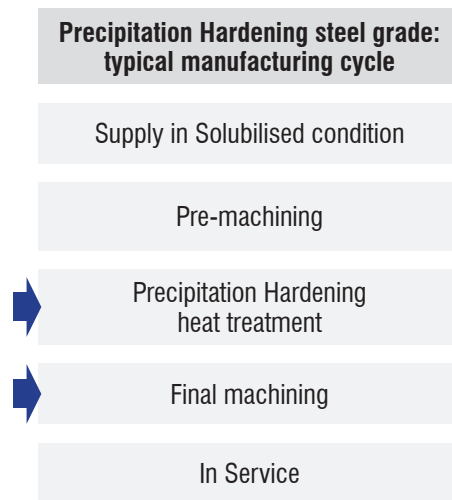 Precipitation Hardening steel grade:
typical manufacturing cycle
Supply in Solubilised condition
Pre-machining
Precipitation Hardening
heat treatment
Final machining
In Service